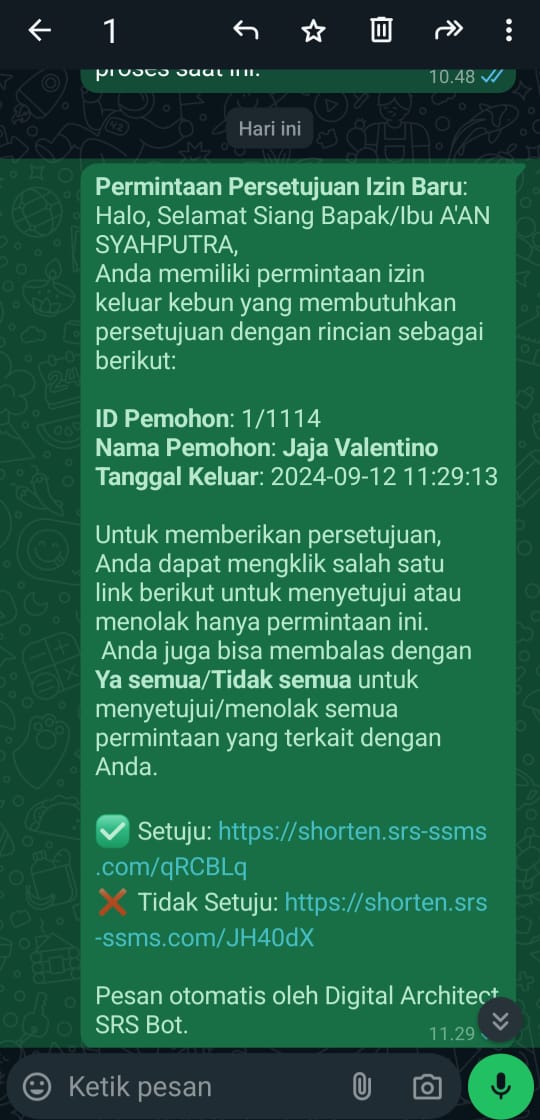 1
proses saat ini.
10.48
Hari ini
Permintaan Persetujuan Izin Baru:
Halo, Selamat Siang Bapak/Ibu A'AN
SYAHPUTRA,
Anda memiliki permintaan izin
keluar kebun yang membutuhkan
persetujuan dengan rincian sebagai
berikut:
ID Pemohon: 1/1114
Nama Pemohon: Jaja Valentino
Tanggal Keluar: 2024-09-12 11:29:13
Untuk memberikan persetujuan,
Anda dapat mengklik salah satu
link berikut untuk menyetujui atau
menolak hanya permintaan ini.
Anda juga bisa membalas dengan
Ya semua/Tidak semua untuk
menyetujui/menolak semua
permintaan yang terkait dengan
Anda.
✅ Setuju: https://shorten.srs-ssms
.com/qRCBLq
❌ Tidak Setuju: https://shorten.srs
-ssms.com/JH40dX
Pesan otomatis oleh Digital Architect
SRS Bot.
11.29
Ketik pesan